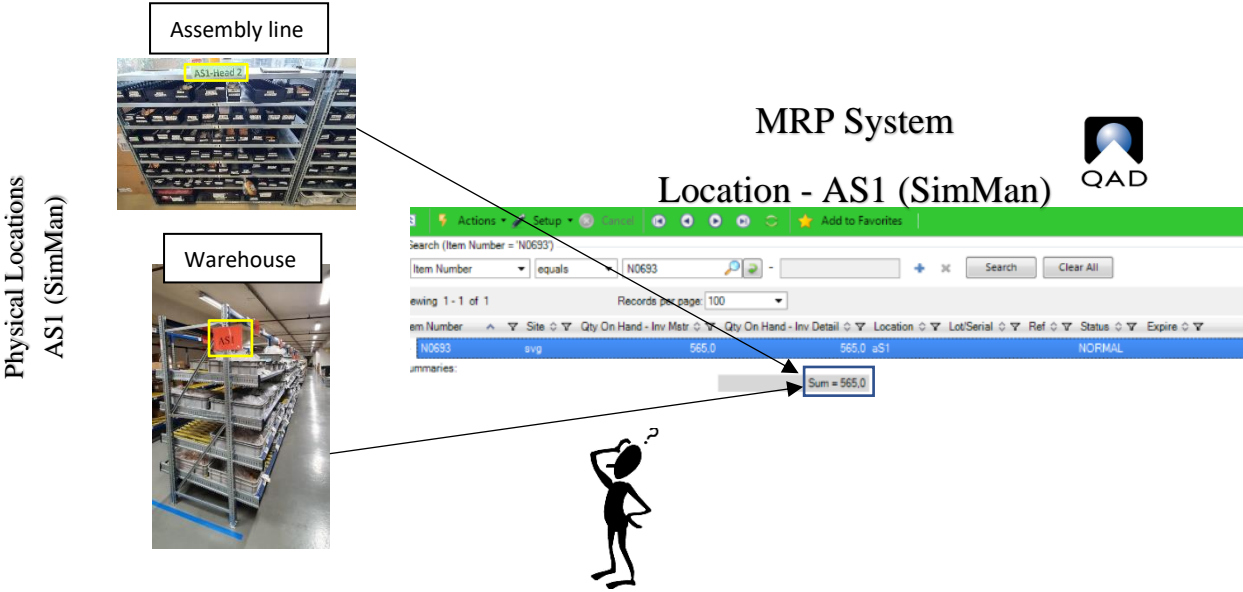 Assembly line
AS1-Head 2
Physical Locations
AS1 (SimMan)
Warehouse
AS1
MRP System
Location - AS1 (SimMan)
QAD
Actions Setup Cancel Add to Favorites
Search (Item Number = 'N0693')
Item Number equals N0693 - Search Clear All
ewing 1 - 1 of 1 Records per page: 100
em Number Site Qty On Hand - Inv Mstr Qty On Hand - Inv Detail Location Lot/Serial Ref Status Expire
N0693 svg 565,0 565,0 aS1 NORMAL
ummaries:
Sum = 565,0
?